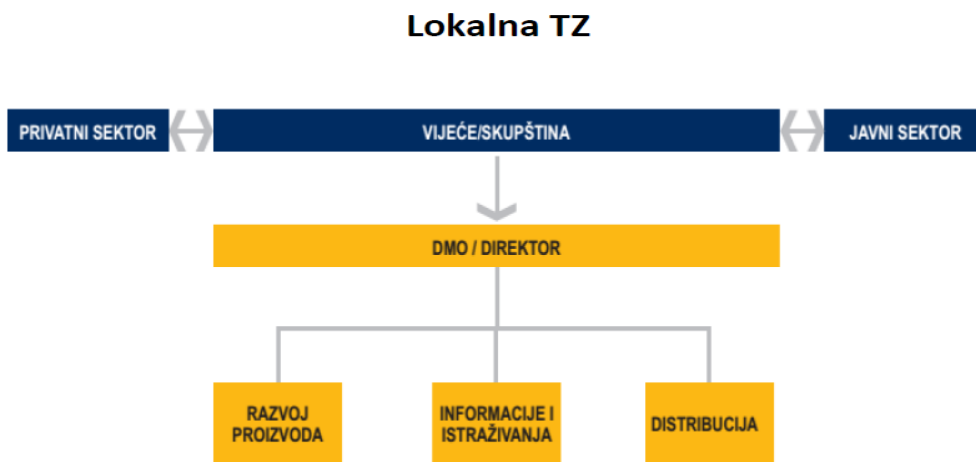 Lokalna TZ
PRIVATNI SEKTOR
VIJEĆE/SKUPŠTINA
JAVNI SEKTOR
DMO / DIREKTOR
RAZVOJ
PROIZVODA
INFORMACIJE I
ISTRAŽIVANJA
DISTRIBUCIJA